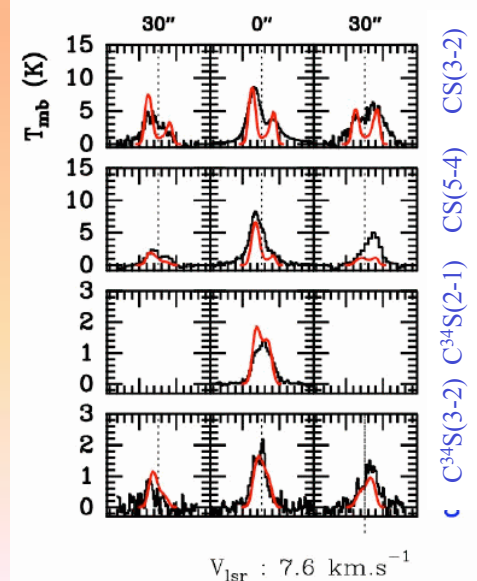 30″ 0″ 30″
T_mb (K)
15
10
5
0
CS(3-2)
15
10
5
0
CS(5-4)
3
2
1
0
C³⁴S(2-1)
3
2
1
0
C³⁴S(3-2)
V_lsr : 7.6 km.s⁻¹